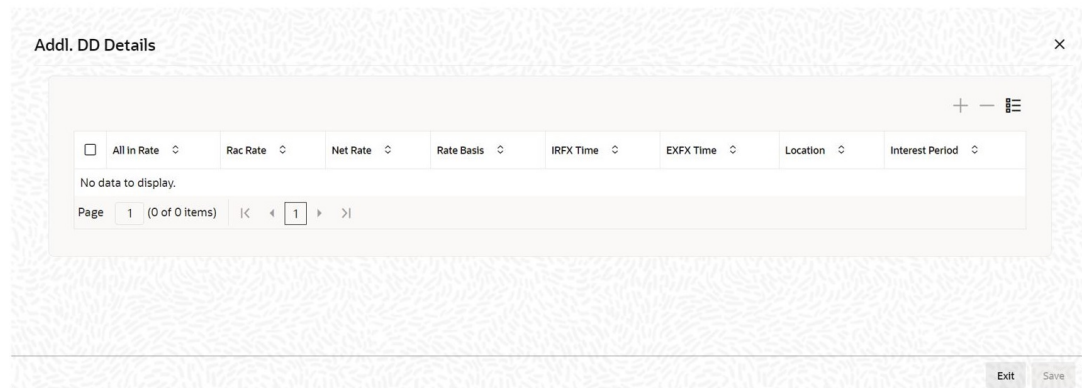 Addl. DD Details
All in Rate Rac Rate Net Rate Rate Basis IRFX Time EXFX Time Location Interest Period
No data to display.
Page 1 (0 of 0 items) 1
Exit Save